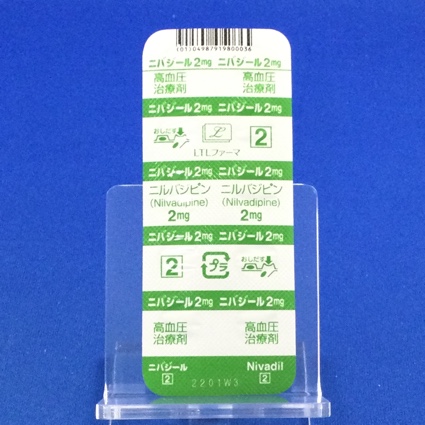 (01)04987919800036
ニバジール2mg ニバジール2mg
高血圧 高血圧
治療剤 治療剤
ニバジール2mg ニバジール2mg
おしだす 2
LTLファーマ
ニバジール2mg ニバジール2mg
ニルバジピン ニルバジピン
(Nilvadipine) (Nilvadipine)
2mg 2mg
ニバジール2mg ニバジール2mg
2 プラ おしだす
ニバジール2mg ニバジール2mg
高血圧 高血圧
治療剤 治療剤
ニバジール Nivadil
2 2
2201W3